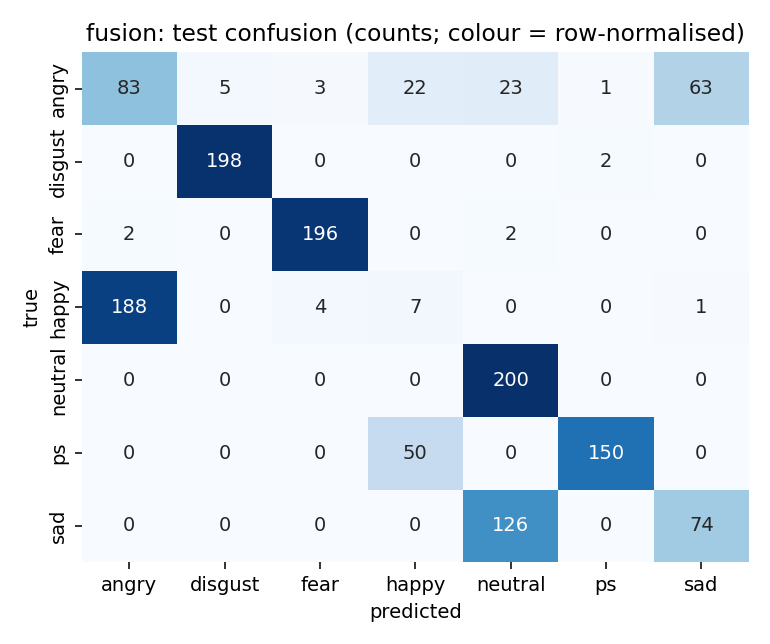 fusion: test confusion (counts; colour = row-normalised)
true
angry 83 5 3 22 23 1 63
disgust 0 198 0 0 0 2 0
fear 2 0 196 0 2 0 0
happy 188 0 4 7 0 0 1
neutral 0 0 0 0 200 0 0
ps 0 0 0 50 0 150 0
sad 0 0 0 0 126 0 74
angry disgust fear happy neutral ps sad
predicted